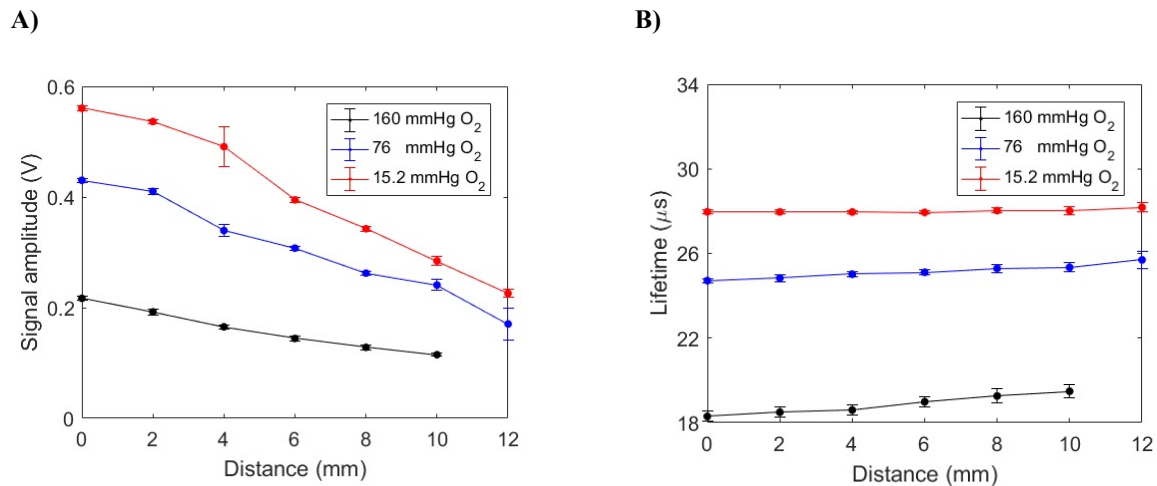 A)
B)
0.6
0.4
0.2
0
Signal amplitude (V)
160 mmHg O2
76 mmHg O2
15.2 mmHg O2
0 2 4 6 8 10 12
Distance (mm)
34
30
26
22
18
Lifetime (μs)
160 mmHg O2
76 mmHg O2
15.2 mmHg O2
0 2 4 6 8 10 12
Distance (mm)